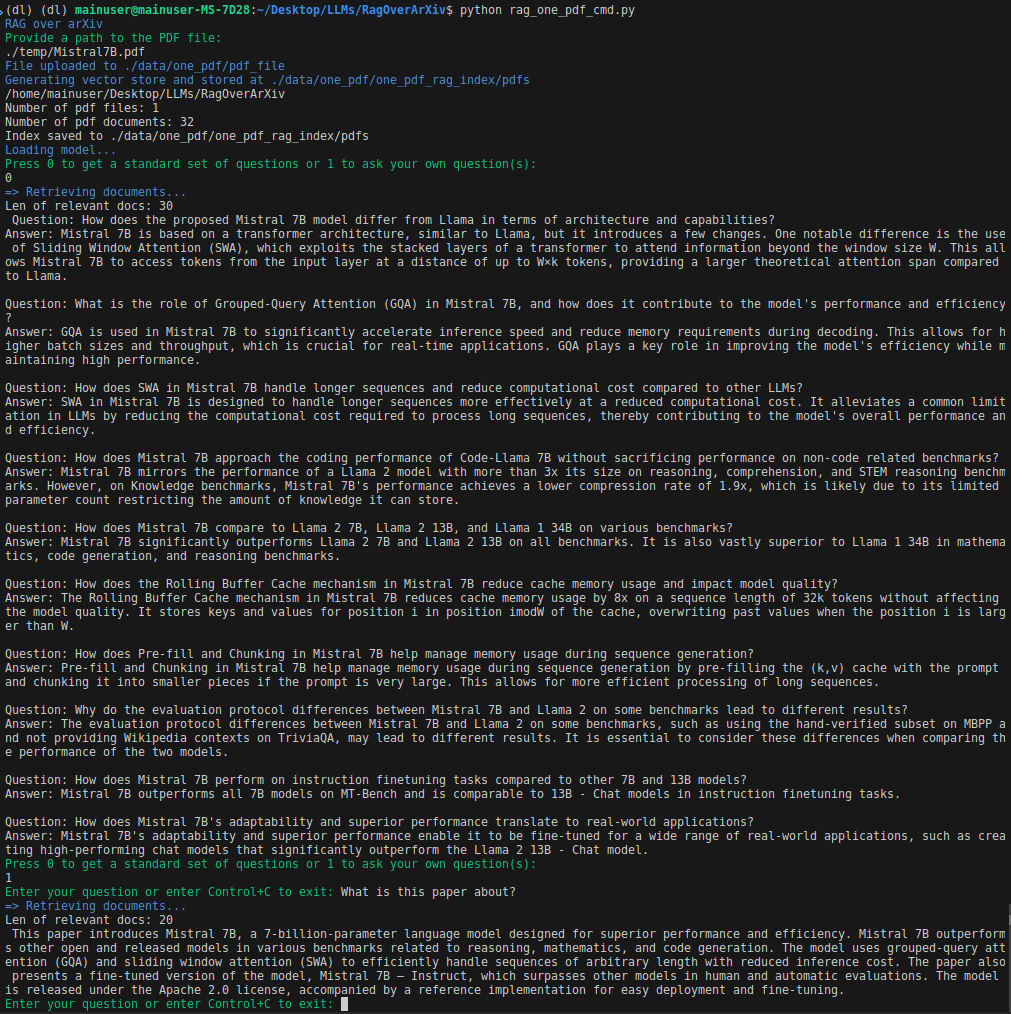 (dl) (dl) mainuser@mainuser-MS-7D28:~/Desktop/LLMs/RagOverArXiv$ python rag_one_pdf_cmd.py
RAG over arXiv
Provide a path to the PDF file:
./temp/Mistral7B.pdf
File uploaded to ./data/one_pdf/pdf_file
Generating vector store and stored at ./data/one_pdf/one_pdf_rag_index/pdfs
/home/mainuser/Desktop/LLMs/RagOverArXiv
Number of pdf files: 1
Number of pdf documents: 32
Index saved to ./data/one_pdf/one_pdf_rag_index/pdfs
Loading model...
Press 0 to get a standard set of questions or 1 to ask your own question(s):
0
=> Retrieving documents...
Len of relevant docs: 30
Question: How does the proposed Mistral 7B model differ from Llama in terms of architecture and capabilities?
Answer: Mistral 7B is based on a transformer architecture, similar to Llama, but it introduces a few changes. One notable difference is the use
of Sliding Window Attention (SWA), which exploits the stacked layers of a transformer to attend information beyond the window size W. This all
ows Mistral 7B to access tokens from the input layer at a distance of up to W×k tokens, providing a larger theoretical attention span compared
to Llama.

Question: What is the role of Grouped-Query Attention (GQA) in Mistral 7B, and how does it contribute to the model's performance and efficiency
?
Answer: GQA is used in Mistral 7B to significantly accelerate inference speed and reduce memory requirements during decoding. This allows for h
igher batch sizes and throughput, which is crucial for real-time applications. GQA plays a key role in improving the model's efficiency while m
aintaining high performance.

Question: How does SWA in Mistral 7B handle longer sequences and reduce computational cost compared to other LLMs?
Answer: SWA in Mistral 7B is designed to handle longer sequences more effectively at a reduced computational cost. It alleviates a common limit
ation in LLMs by reducing the computational cost required to process long sequences, thereby contributing to the model's overall performance an
d efficiency.

Question: How does Mistral 7B approach the coding performance of Code-Llama 7B without sacrificing performance on non-code related benchmarks?
Answer: Mistral 7B mirrors the performance of a Llama 2 model with more than 3x its size on reasoning, comprehension, and STEM reasoning benchm
arks. However, on Knowledge benchmarks, Mistral 7B's performance achieves a lower compression rate of 1.9x, which is likely due to its limited
parameter count restricting the amount of knowledge it can store.

Question: How does Mistral 7B compare to Llama 2 7B, Llama 2 13B, and Llama 1 34B on various benchmarks?
Answer: Mistral 7B significantly outperforms Llama 2 7B and Llama 2 13B on all benchmarks. It is also vastly superior to Llama 1 34B in mathema
tics, code generation, and reasoning benchmarks.

Question: How does the Rolling Buffer Cache mechanism in Mistral 7B reduce cache memory usage and impact model quality?
Answer: The Rolling Buffer Cache mechanism in Mistral 7B reduces cache memory usage by 8x on a sequence length of 32k tokens without affecting
the model quality. It stores keys and values for position i in position imodW of the cache, overwriting past values when the position i is larg
er than W.

Question: How does Pre-fill and Chunking in Mistral 7B help manage memory usage during sequence generation?
Answer: Pre-fill and Chunking in Mistral 7B help manage memory usage during sequence generation by pre-filling the (k,v) cache with the prompt
and chunking it into smaller pieces if the prompt is very large. This allows for more efficient processing of long sequences.

Question: Why do the evaluation protocol differences between Mistral 7B and Llama 2 on some benchmarks lead to different results?
Answer: The evaluation protocol differences between Mistral 7B and Llama 2 on some benchmarks, such as using the hand-verified subset on MBPP a
nd not providing Wikipedia contexts on TriviaQA, may lead to different results. It is essential to consider these differences when comparing th
e performance of the two models.

Question: How does Mistral 7B perform on instruction finetuning tasks compared to other 7B and 13B models?
Answer: Mistral 7B outperforms all 7B models on MT-Bench and is comparable to 13B - Chat models in instruction finetuning tasks.

Question: How does Mistral 7B's adaptability and superior performance translate to real-world applications?
Answer: Mistral 7B's adaptability and superior performance enable it to be fine-tuned for a wide range of real-world applications, such as crea
ting high-performing chat models that significantly outperform the Llama 2 13B - Chat model.
Press 0 to get a standard set of questions or 1 to ask your own question(s):
1
Enter your question or enter Control+C to exit: What is this paper about?
=> Retrieving documents...
Len of relevant docs: 20
This paper introduces Mistral 7B, a 7-billion-parameter language model designed for superior performance and efficiency. Mistral 7B outperform
s other open and released models in various benchmarks related to reasoning, mathematics, and code generation. The model uses grouped-query att
ention (GQA) and sliding window attention (SWA) to efficiently handle sequences of arbitrary length with reduced inference cost. The paper also
presents a fine-tuned version of the model, Mistral 7B – Instruct, which surpasses other models in human and automatic evaluations. The model
is released under the Apache 2.0 license, accompanied by a reference implementation for easy deployment and fine-tuning.
Enter your question or enter Control+C to exit: